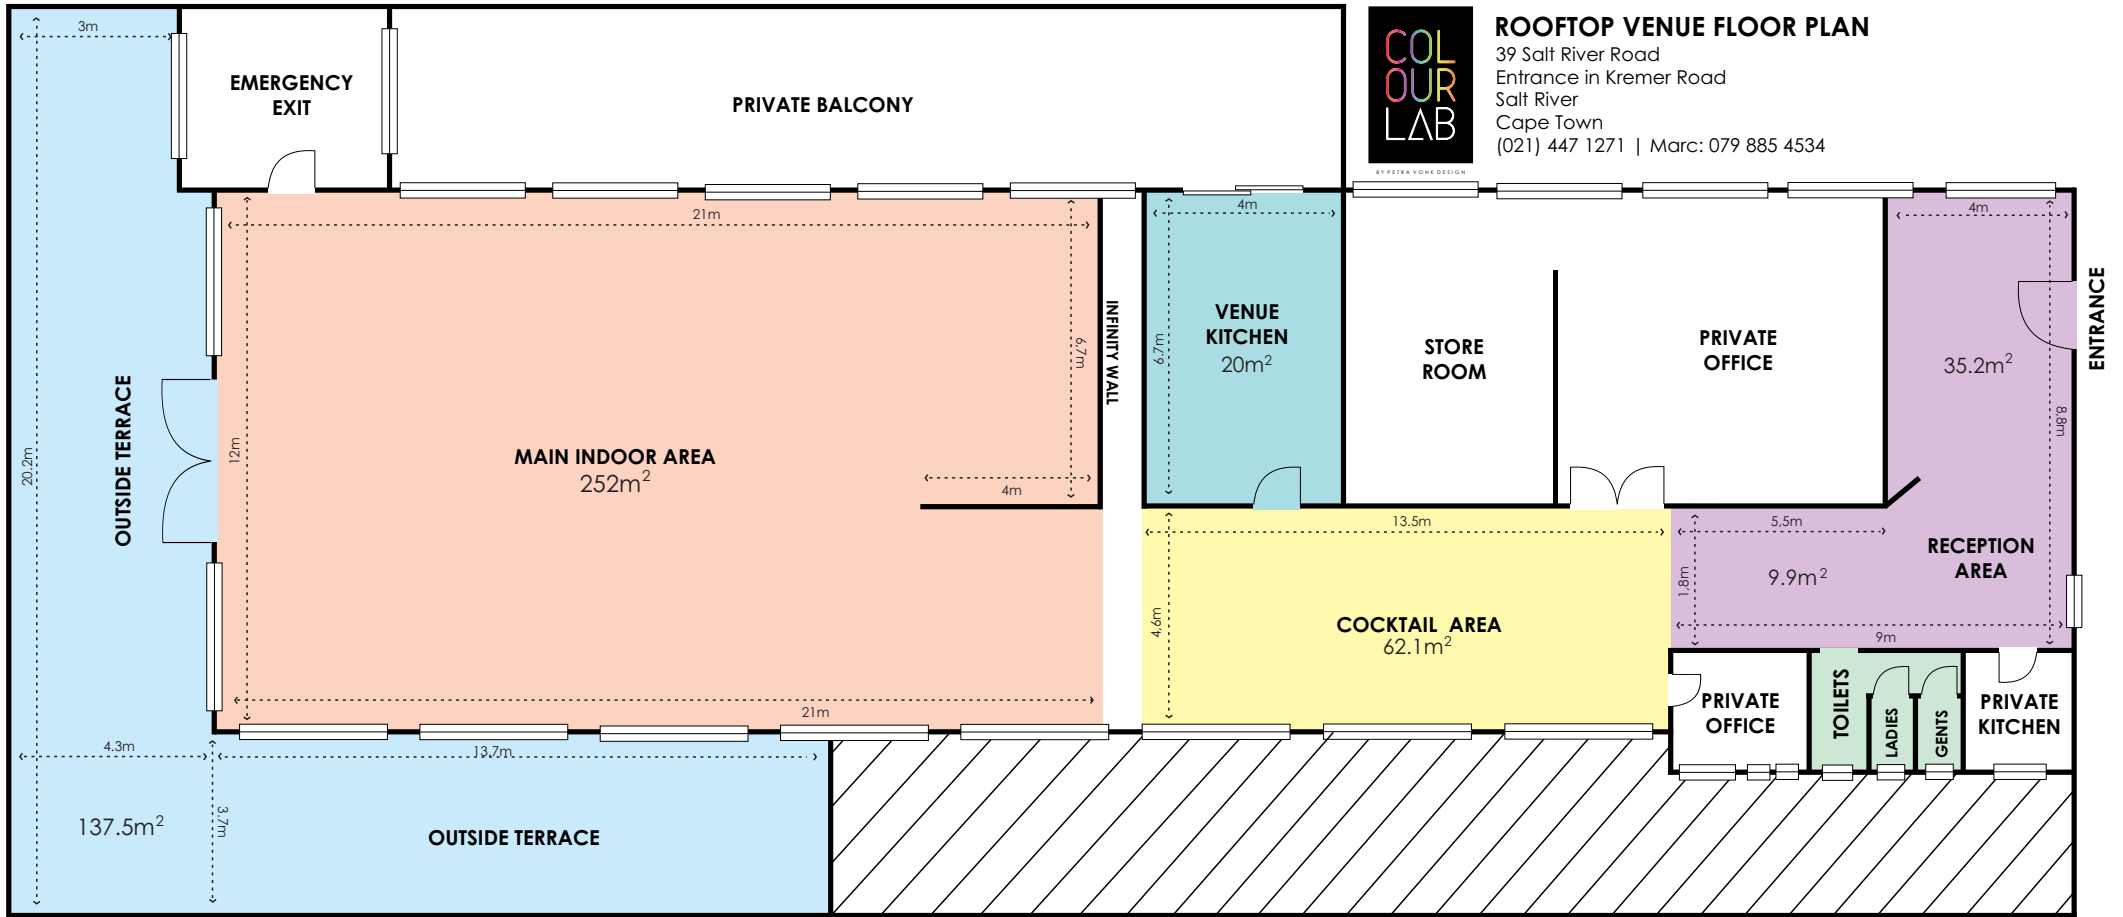 COL
OUR
LAB
BY PETRA VONK DESIGN
ROOFTOP VENUE FLOOR PLAN
39 Salt River Road
Entrance in Kremer Road
Salt River
Cape Town
(021) 447 1271 | Marc: 079 885 4534
3m
EMERGENCY
EXIT
PRIVATE BALCONY
21m
4m
4m
INFINITY WALL
6,7m
6,7m
VENUE
KITCHEN
20m²
STORE
ROOM
PRIVATE
OFFICE
35.2m²
ENTRANCE
8,8m
OUTSIDE TERRACE
20.2m
12m
MAIN INDOOR AREA
252m²
4m
13.5m
5,5m
RECEPTION
AREA
9.9m²
1,8m
4,6m
COCKTAIL AREA
62.1m²
9m
PRIVATE
OFFICE
TOILETS
LADIES
GENTS
PRIVATE
KITCHEN
21m
4.3m
13.7m
3.7m
137.5m²
OUTSIDE TERRACE